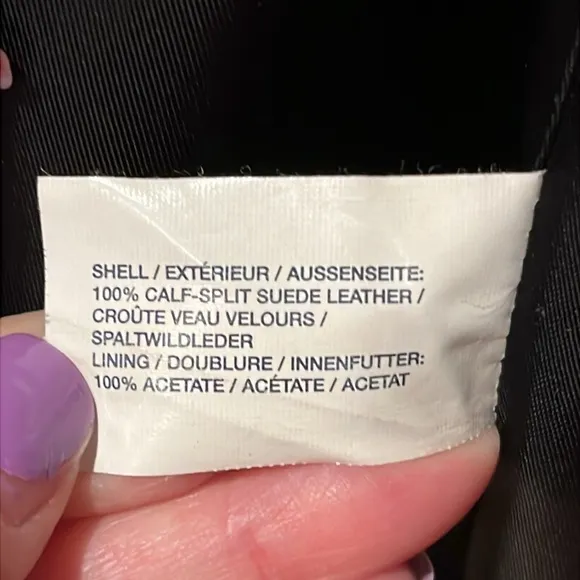 SHELL / EXTÉRIEUR / AUSSENSEITE:
100% CALF-SPLIT SUEDE LEATHER /
CROÛTE VEAU VELOURS /
SPALTWILDLEDER
LINING / DOUBLURE / INNENFUTTER:
100% ACETATE / ACÉTATE / ACETAT